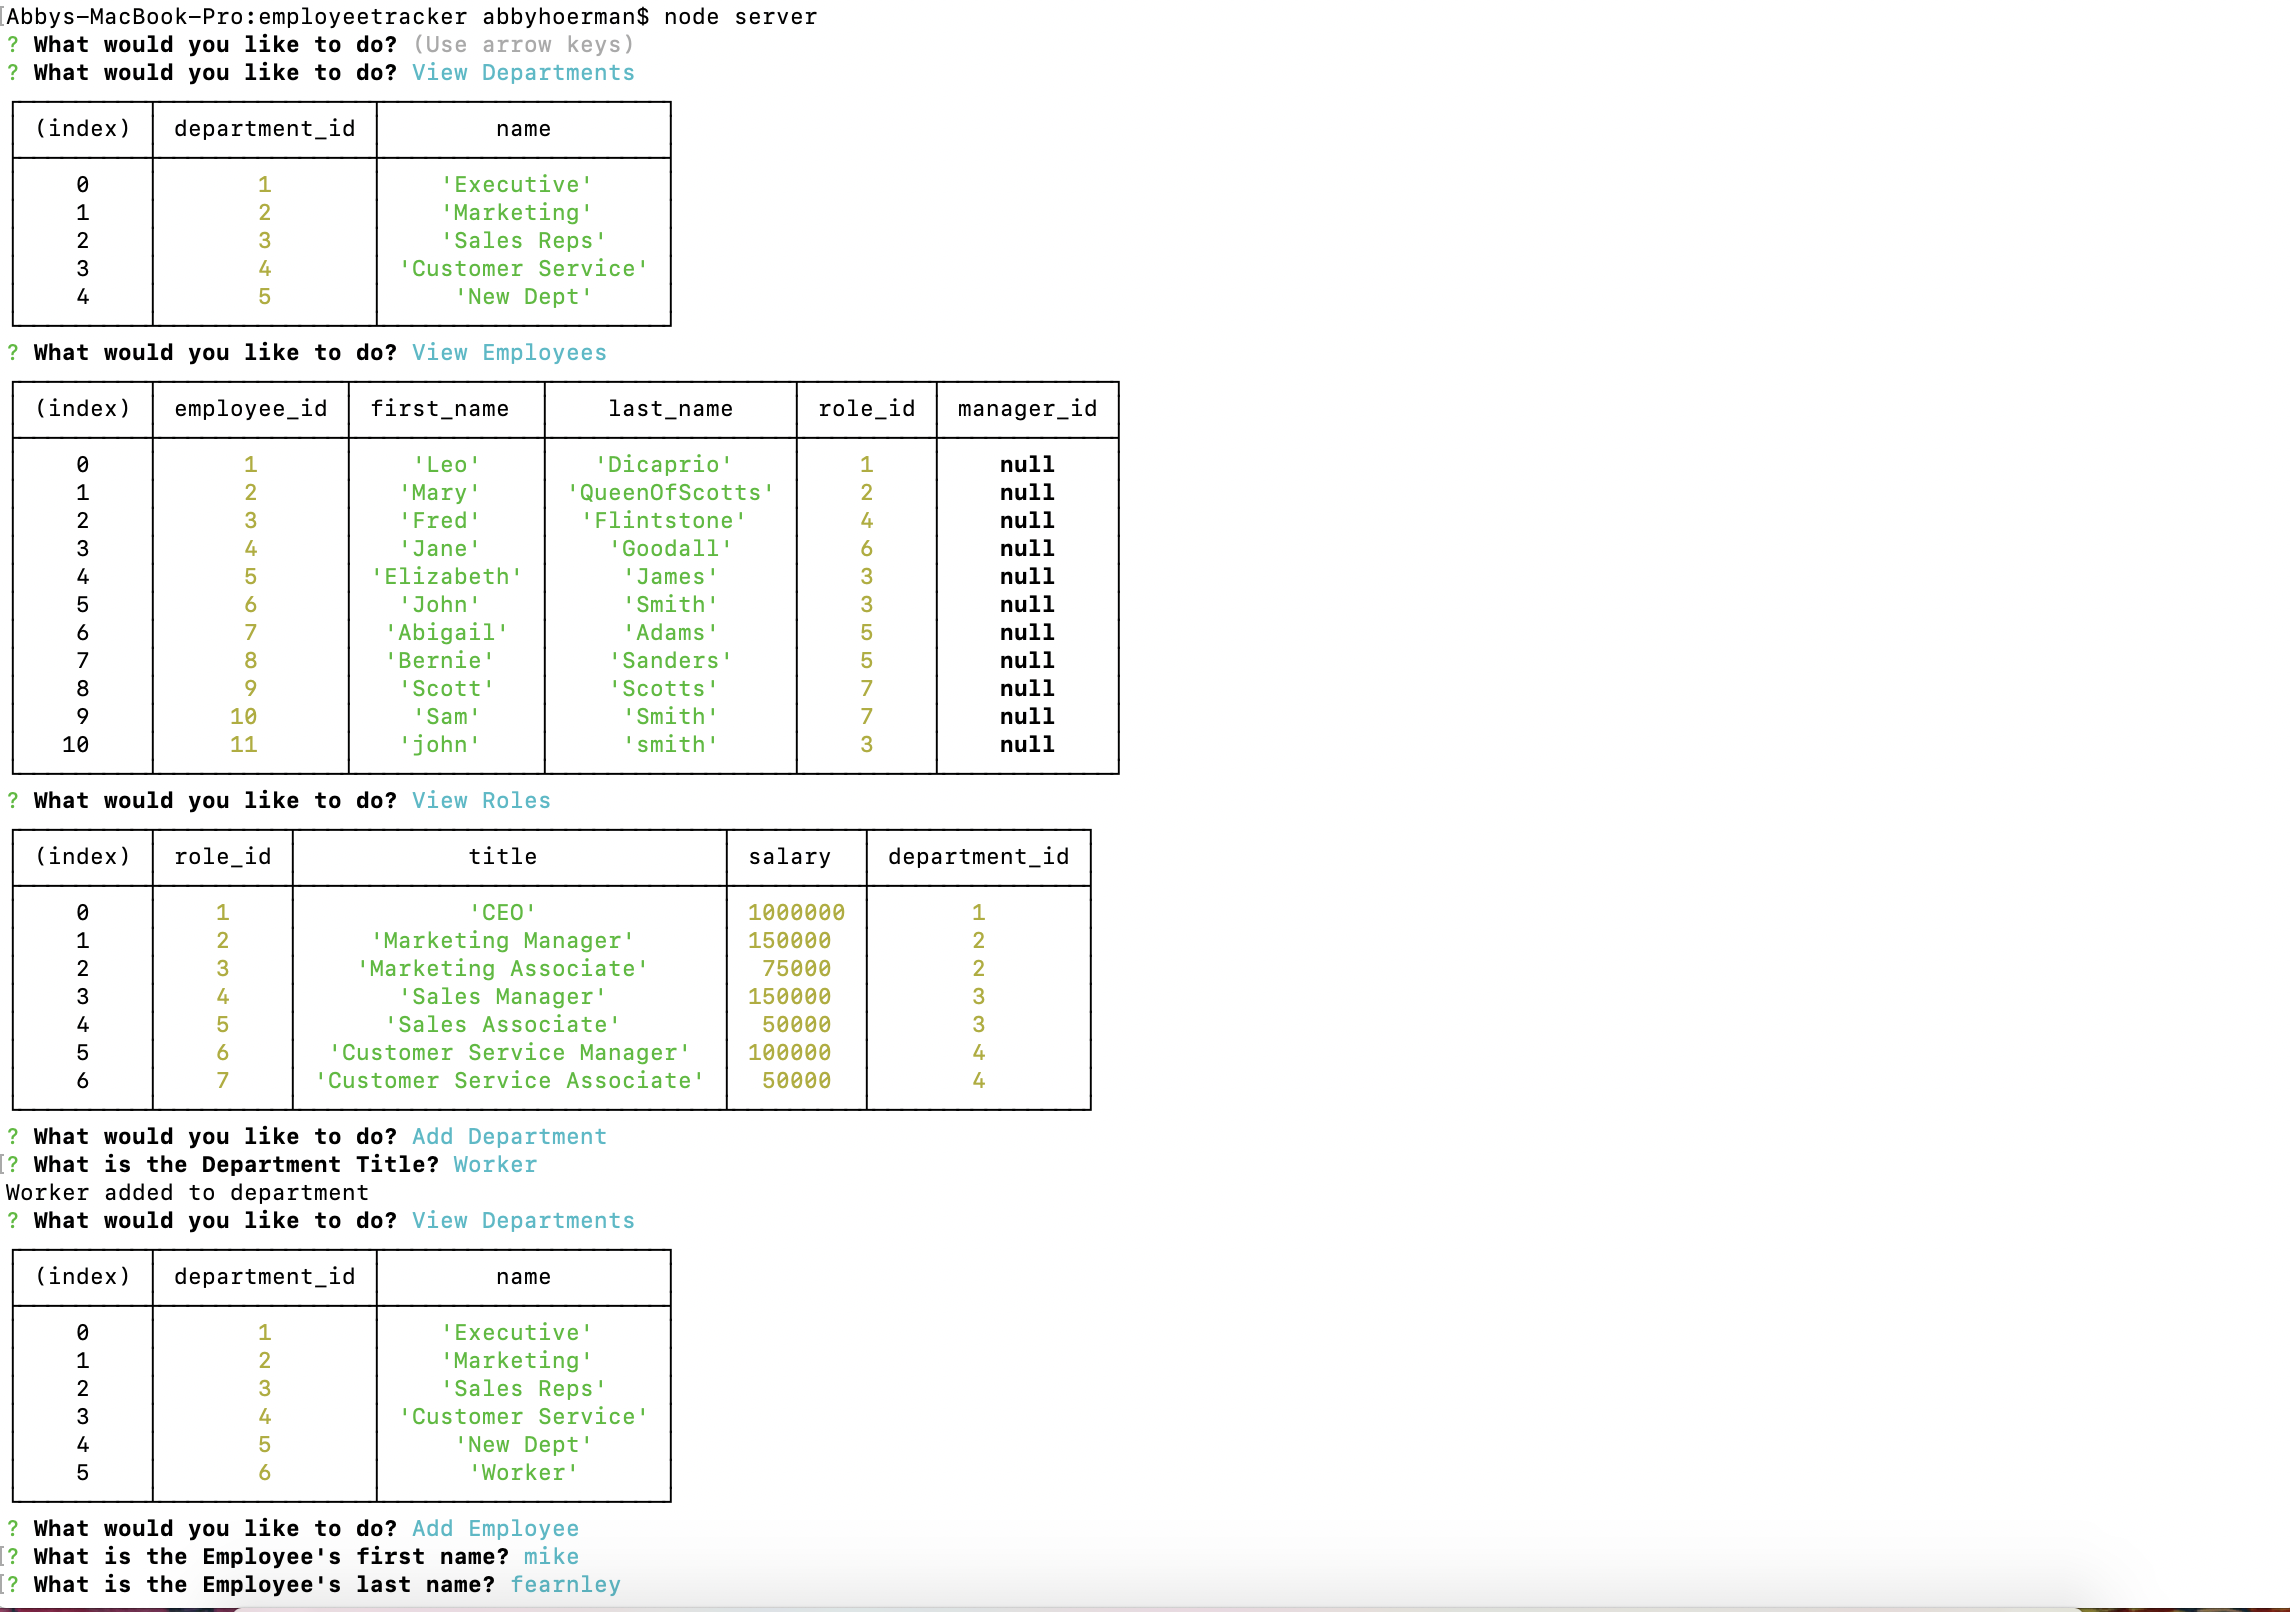 Abbys-MacBook-Pro:employeetracker abbyhoerman$ node server
? What would you like to do? (Use arrow keys)
? What would you like to do? View Departments
(index) department_id name
0 1 'Executive'
1 2 'Marketing'
2 3 'Sales Reps'
3 4 'Customer Service'
4 5 'New Dept'
? What would you like to do? View Employees
(index) employee_id first_name last_name role_id manager_id
0 1 'Leo' 'Dicaprio' 1 null
1 2 'Mary' 'QueenOfScotts' 2 null
2 3 'Fred' 'Flintstone' 4 null
3 4 'Jane' 'Goodall' 6 null
4 5 'Elizabeth' 'James' 3 null
5 6 'John' 'Smith' 3 null
6 7 'Abigail' 'Adams' 5 null
7 8 'Bernie' 'Sanders' 5 null
8 9 'Scott' 'Scotts' 7 null
9 10 'Sam' 'Smith' 7 null
10 11 'john' 'smith' 3 null
? What would you like to do? View Roles
(index) role_id title salary department_id
0 1 'CEO' 1000000 1
1 2 'Marketing Manager' 150000 2
2 3 'Marketing Associate' 75000 2
3 4 'Sales Manager' 150000 3
4 5 'Sales Associate' 50000 3
5 6 'Customer Service Manager' 100000 4
6 7 'Customer Service Associate' 50000 4
? What would you like to do? Add Department
? What is the Department Title? Worker
Worker added to department
? What would you like to do? View Departments
(index) department_id name
0 1 'Executive'
1 2 'Marketing'
2 3 'Sales Reps'
3 4 'Customer Service'
4 5 'New Dept'
5 6 'Worker'
? What would you like to do? Add Employee
? What is the Employee's first name? mike
? What is the Employee's last name? fearnley